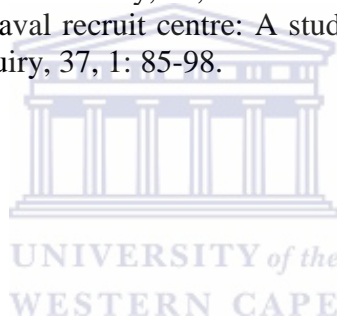 aval recruit centre: A stud
uiry, 37, 1: 85-98.
UNIVERSITY of the
WESTERN CAPE